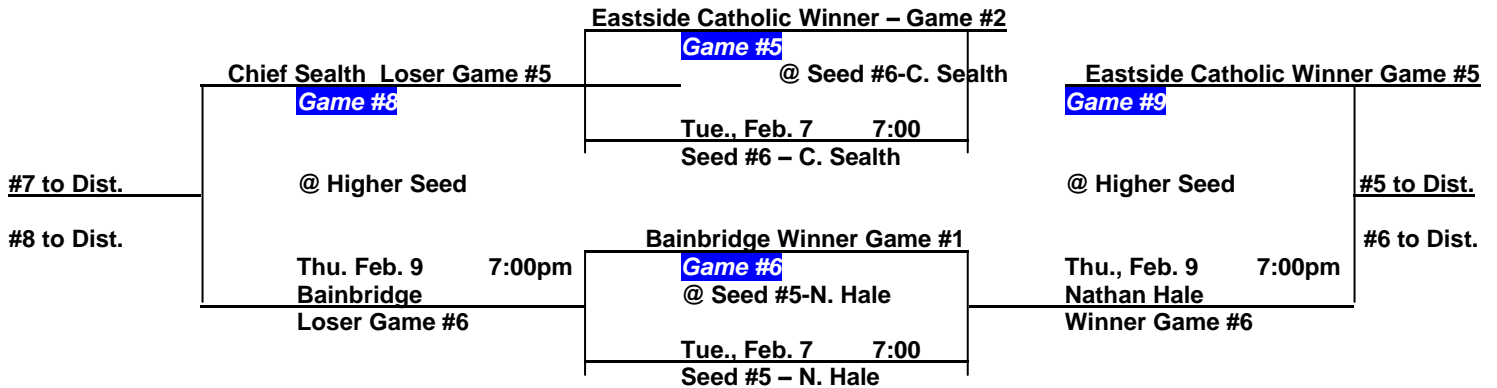 Eastside Catholic Winner – Game #2
Game #5
Chief Sealth Loser Game #5
@ Seed #6-C. Sealth
Eastside Catholic Winner Game #5
Game #8
Game #9
Tue., Feb. 7 7:00
Seed #6 – C. Sealth
#7 to Dist.
@ Higher Seed
@ Higher Seed
#5 to Dist.
#8 to Dist.
Bainbridge Winner Game #1
#6 to Dist.
Thu. Feb. 9 7:00pm
Game #6
Thu., Feb. 9 7:00pm
Bainbridge
@ Seed #5-N. Hale
Nathan Hale
Loser Game #6
Winner Game #6
Tue., Feb. 7 7:00
Seed #5 – N. Hale